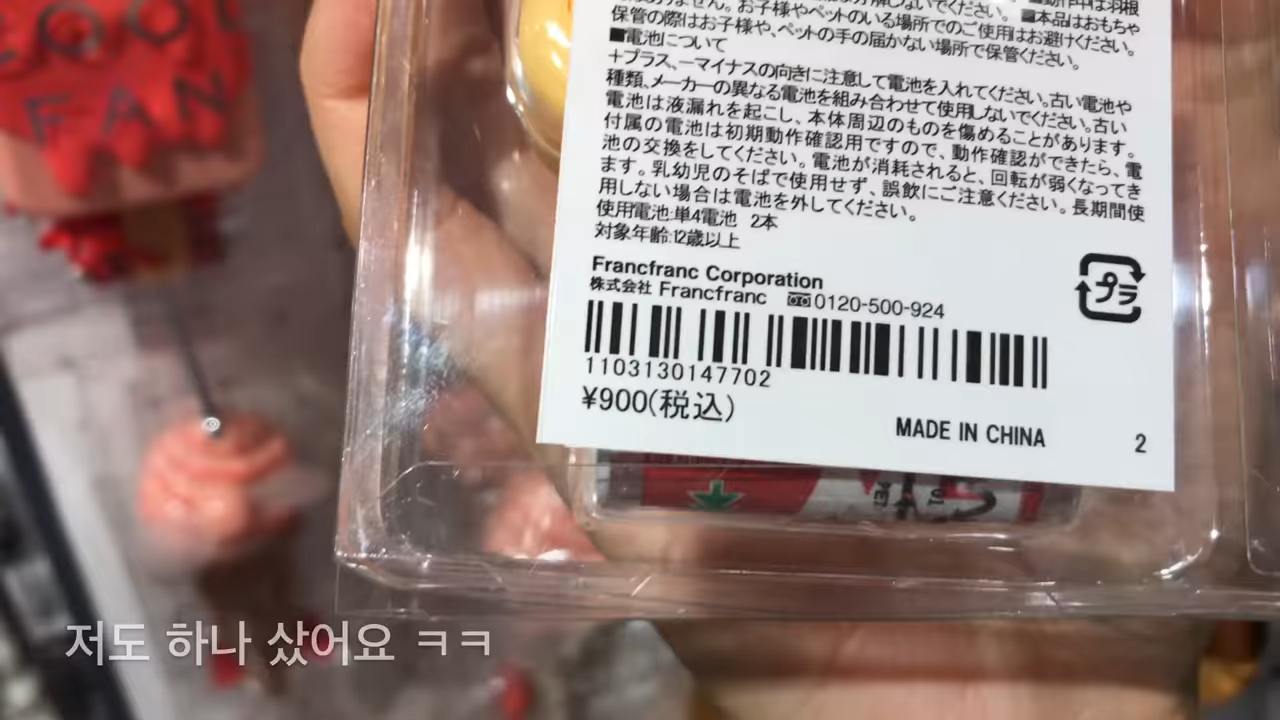 COOL
FAN
くありません。お子様やペットのいる場所でのご使用はお避けください。 ■本品はおもちゃ
保管の際はお子様や、ペットの手の届かない場所で保管ください。
■電池について
+プラス、−マイナスの向きに注意して電池を入れてください。古い電池や
種類、メーカーの異なる電池を組み合わせて使用しないでください。古い
電池は液漏れを起こし、本体周辺のものを傷めることがあります。
付属の電池は初期動作確認用ですので、動作確認ができたら、電
池の交換をしてください。電池が消耗されると、回転が弱くなってき
ます。乳幼児のそばで使用せず、誤飲にご注意ください。長期間使
用しない場合は電池を外してください。
使用電池:単4電池 2本
対象年齢:12歳以上
Francfranc Corporation
株式会社 Francfranc 0120-500-924
プラ
1103130147702
¥900(税込)
MADE IN CHINA
2
저도 하나 샀어요 ㅋㅋ